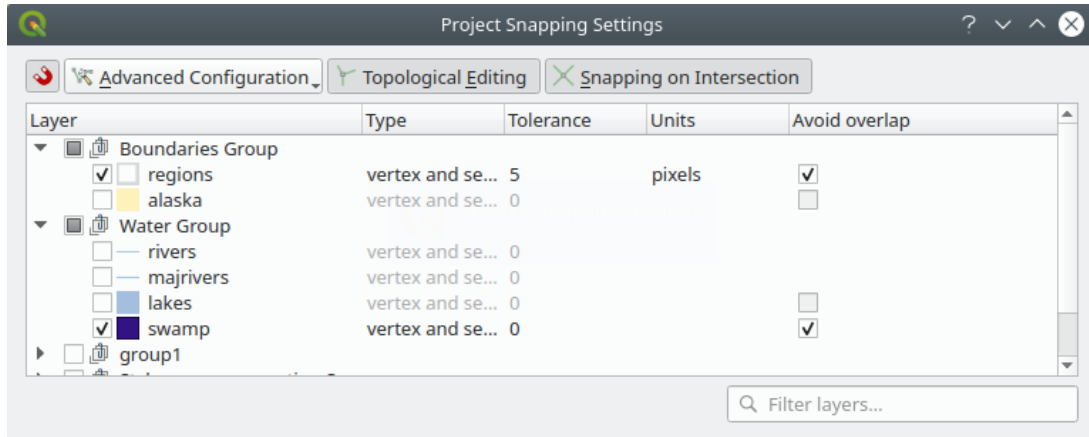 Project Snapping Settings
Advanced Configuration Topological Editing Snapping on Intersection
Layer Type Tolerance Units Avoid overlap
Boundaries Group
regions vertex and se... 5 pixels
alaska vertex and se... 0
Water Group
rivers vertex and se... 0
majrivers vertex and se... 0
lakes vertex and se... 0
swamp vertex and se... 0
group1
Filter layers...